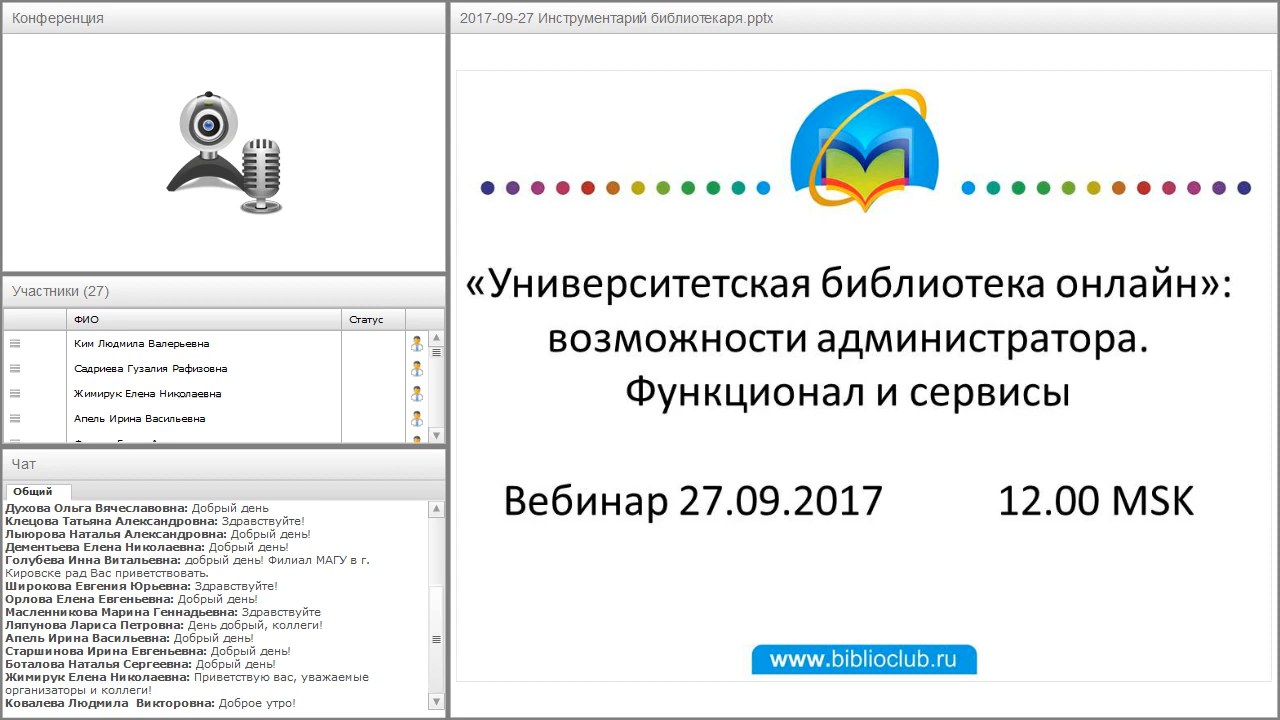 Конференция
Участники (27)
ФИО Статус
Ким Людмила Валерьевна
Садриева Гузалия Рафизовна
Жимирук Елена Николаевна
Апель Ирина Васильевна
Чат
Общий
Духова Ольга Вячеславовна: Добрый день
Клецова Татьяна Александровна: Здравствуйте!
Лыюрова Наталья Александровна: Добрый день!
Дементьева Елена Николаевна: Добрый день!
Голубева Инна Витальевна: добрый день! Филиал МАГУ в г.
Кировске рад Вас приветствовать.
Широкова Евгения Юрьевна: Здравствуйте!
Орлова Елена Евгеньевна: Добрый день!
Масленникова Марина Геннадьевна: Здравствуйте
Ляпунова Лариса Петровна: День добрый, коллеги!
Апель Ирина Васильевна: Добрый день!
Старшинова Ирина Евгеньевна: Добрый день!
Боталова Наталья Сергеевна: Добрый день!
Жимирук Елена Николаевна: Приветствую вас, уважаемые
организаторы и коллеги!
Ковалева Людмила Викторовна: Доброе утро!
2017-09-27 Инструментарий библиотекаря.pptx
«Университетская библиотека онлайн»:
возможности администратора.
Функционал и сервисы
Вебинар 27.09.2017 12.00 MSK
www.biblioclub.ru